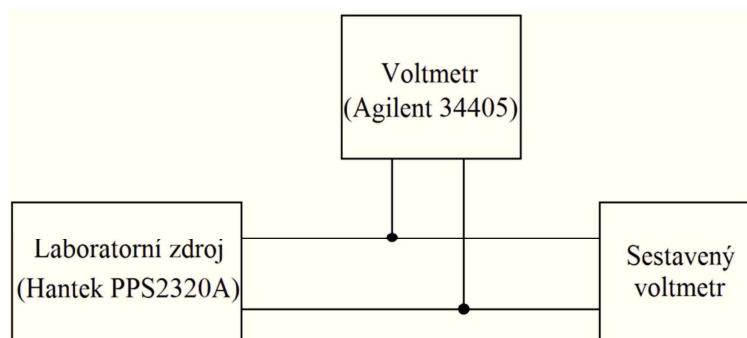 Voltmetr
(Agilent 34405)
Laboratorní zdroj
(Hantek PPS2320A)
Sestavený
voltmetr